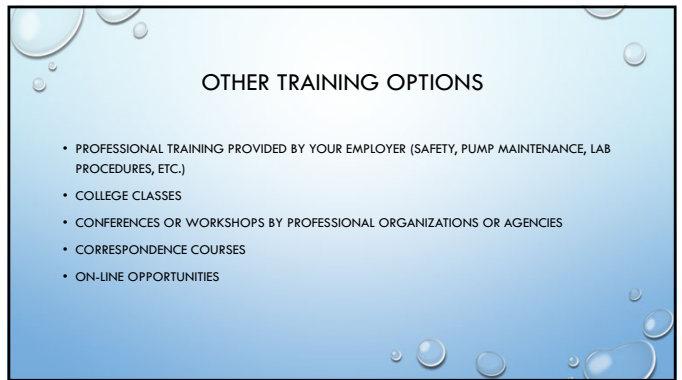 OTHER TRAINING OPTIONS
• PROFESSIONAL TRAINING PROVIDED BY YOUR EMPLOYER (SAFETY, PUMP MAINTENANCE, LAB
PROCEDURES, ETC.)
• COLLEGE CLASSES
• CONFERENCES OR WORKSHOPS BY PROFESSIONAL ORGANIZATIONS OR AGENCIES
• CORRESPONDENCE COURSES
• ON-LINE OPPORTUNITIES